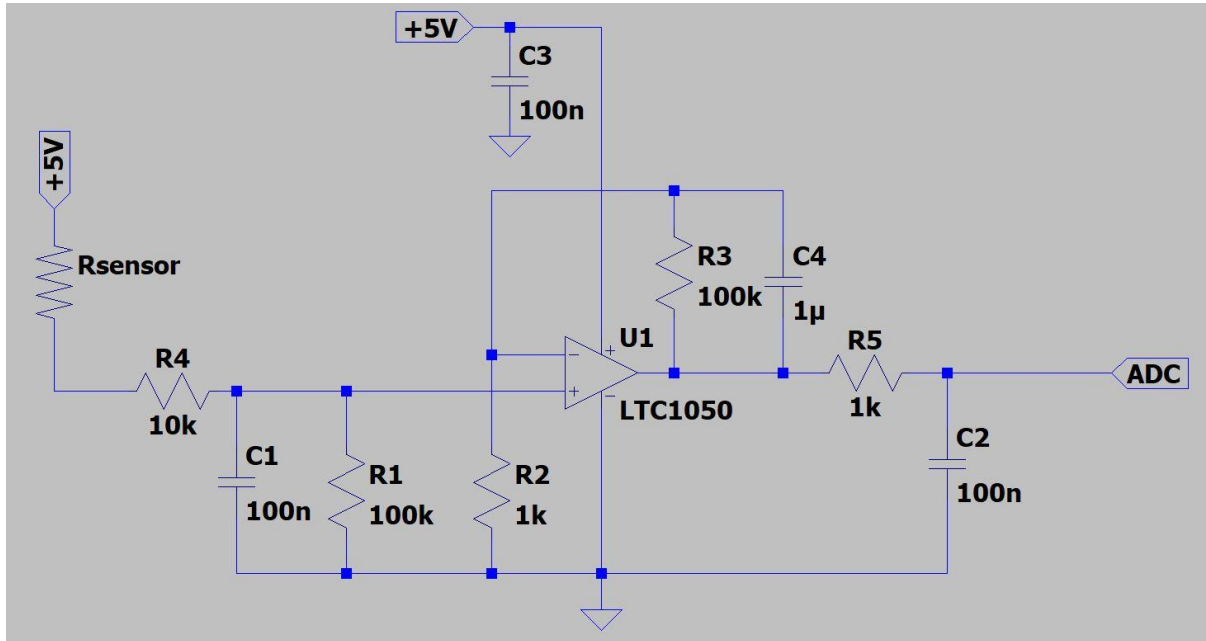 +5V
C3
100n
+5V
Rsensor
R3
100k
C4
1µ
U1
+
−
+
−
LTC1050
R4
10k
R5
1k
ADC
C1
100n
R1
100k
R2
1k
C2
100n